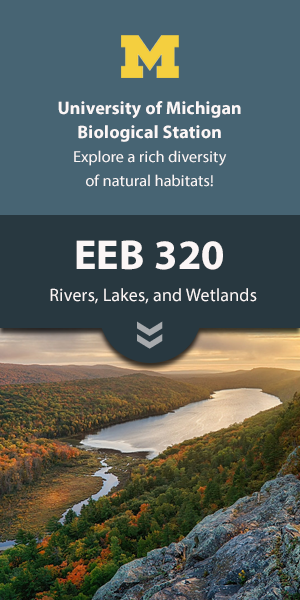 M
University of Michigan
Biological Station
Explore a rich diversity
of natural habitats!
EEB 320
Rivers, Lakes, and Wetlands